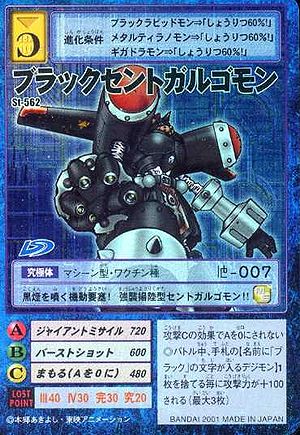 進化条件
ブラックラピッドモン⇒「しょうりつ60%!」
メタルティラノモン⇒「しょうりつ60%!」
ギガドラモン⇒「しょうりつ60%!」
ブラックセントガルゴモン
St-562
究極体 マシーン型・ワクチン種
-007
黒煙を噴く機動要塞! 強襲揚陸型セントガルゴモン!!
A ジャイアントミサイル 720
B バーストショット 600
C まもる(Aを0に) 480
LOST POINT III40 IV30 完30 究20
攻撃Cの効果でAを0にされない
◎バトル中、手札の【名前に「ブラック」の文字が入るデジモン】1枚を捨てる毎に攻撃力が+100される(最大3枚)
©本郷あきよし・東映アニメーション
BANDAI 2001 MADE IN JAPAN